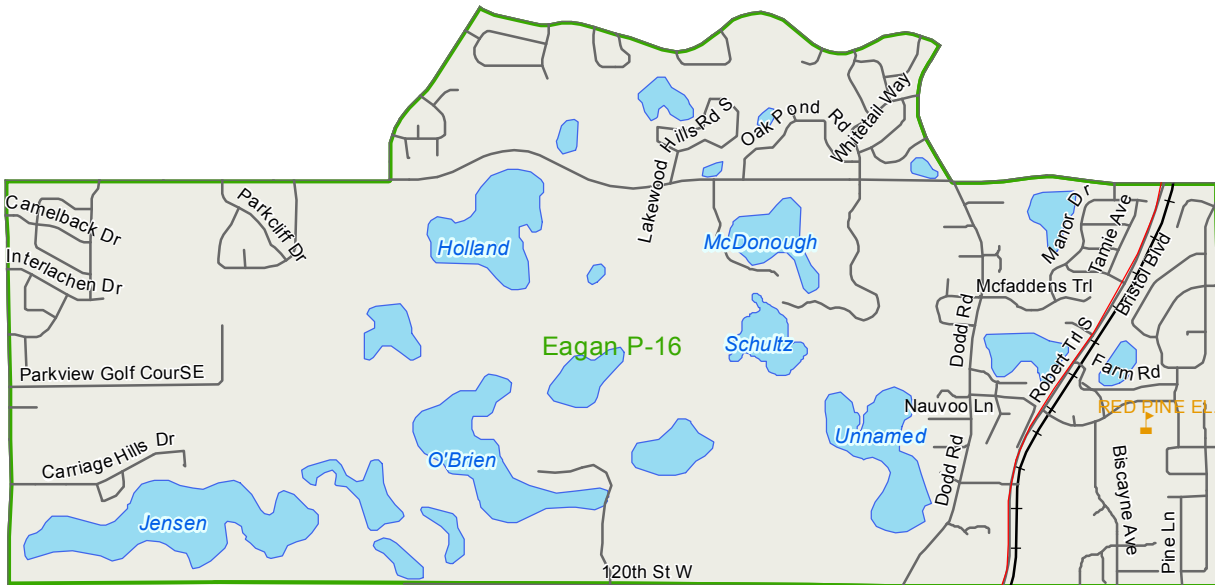 Hills Rd S
Oak Pond Rd
Whitetail Way
Lakewood
Camelback Dr
Parkcliff Dr
Interlachen Dr
Holland
McDonough
Manor Dr
Tamie Ave
Bristol Blvd
Mcfaddens Trl
Dodd Rd
Eagan P-16
Schultz
Robert Trl S
Farm Rd
Parkview Golf CourSE
Nauvoo Ln
RED PINE EL
Unnamed
Carriage Hills Dr
O'Brien
Dodd Rd
Biscayne Ave
Pine Ln
Jensen
120th St W